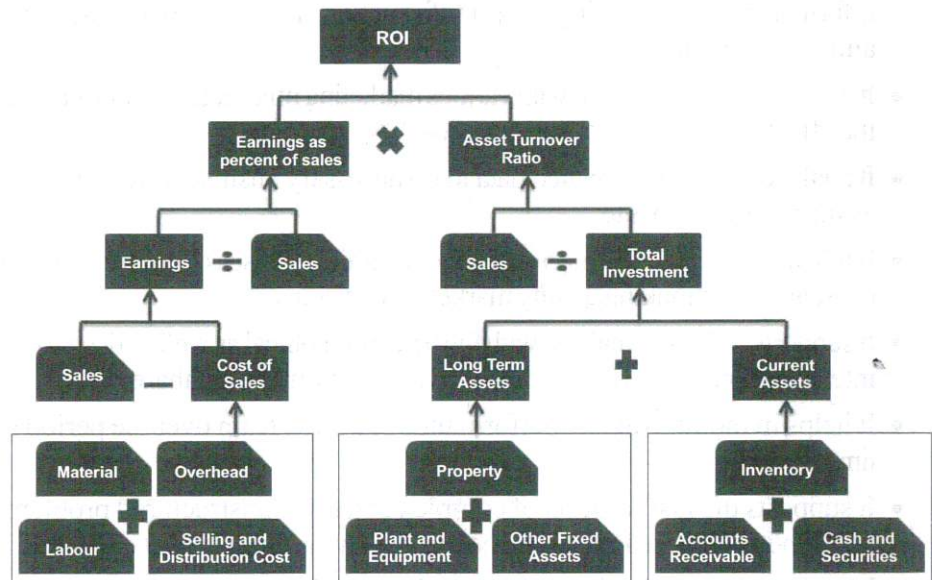 ROI
Earnings as
percent of sales
✖
Asset Turnover
Ratio
Earnings
÷
Sales
Sales
÷
Total
Investment
Sales
−
Cost of
Sales
Long Term
Assets
+
Current
Assets
Material
Overhead
+
Labour
Selling and
Distribution Cost
Property
+
Plant and
Equipment
Other Fixed
Assets
Inventory
+
Accounts
Receivable
Cash and
Securities